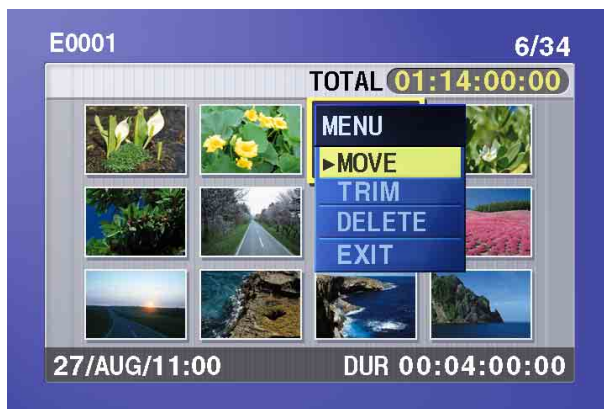 E0001 6/34
TOTAL 01:14:00:00
MENU
►MOVE
TRIM
DELETE
EXIT
27/AUG/11:00 DUR 00:04:00:00